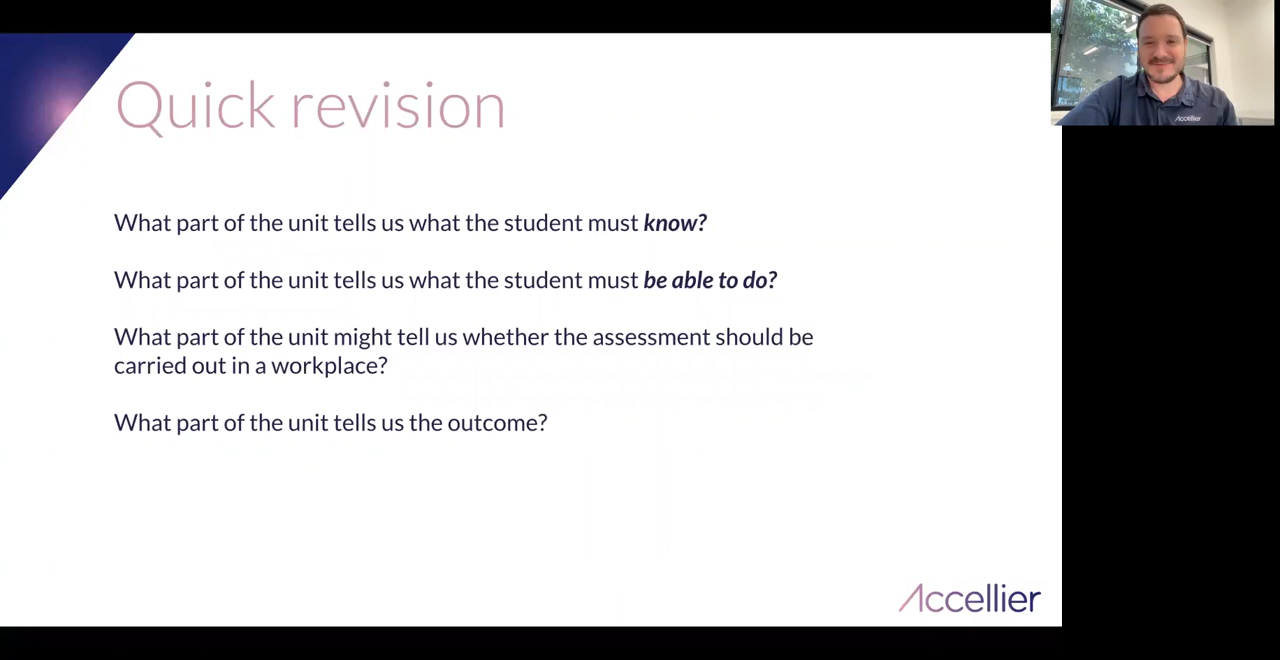 Quick revision
What part of the unit tells us what the student must know?
What part of the unit tells us what the student must be able to do?
What part of the unit might tell us whether the assessment should be
carried out in a workplace?
What part of the unit tells us the outcome?
Accellier
Accellier